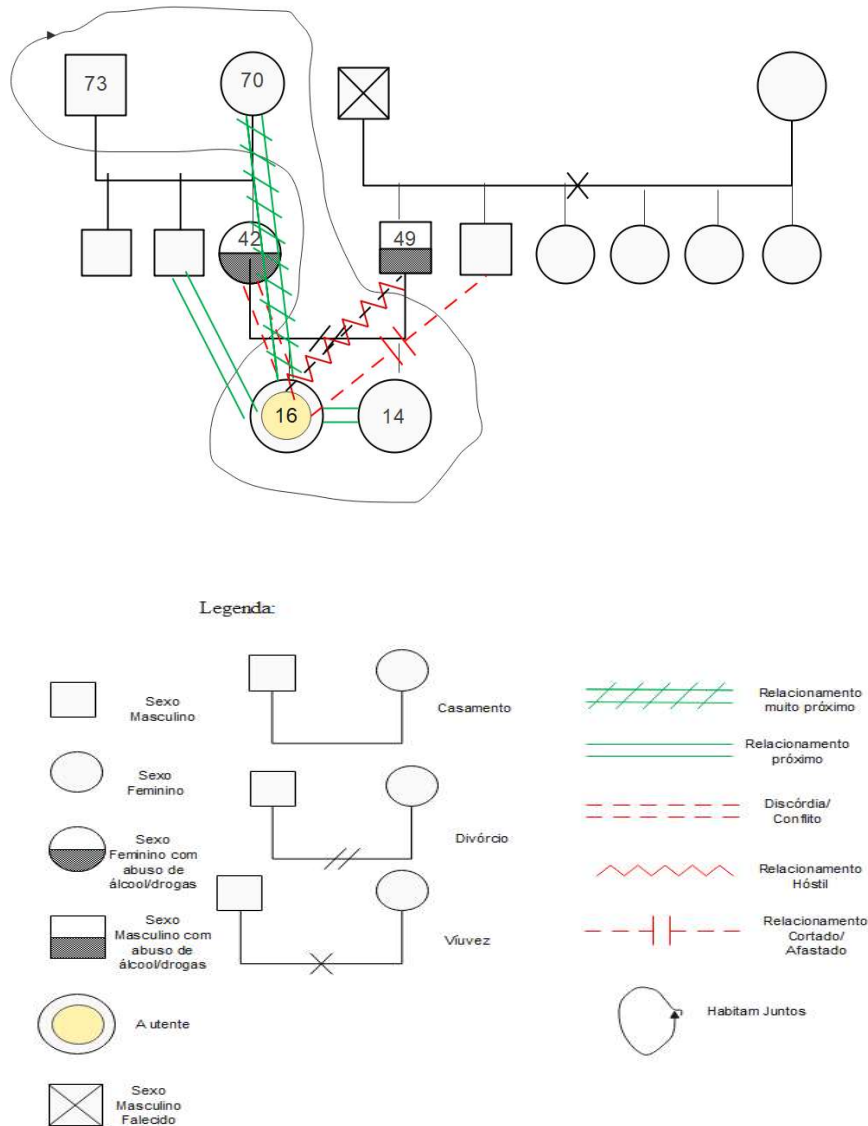 73
70
42
49
16
14
Legenda:
Sexo
Masculino
Casamento
Relacionamento
muito próximo
Sexo
Feminino
Relacionamento
próximo
Sexo
Feminino com
abuso de
álcool/drogas
Divórcio
Discórdia/
Conflito
Sexo
Masculino com
abuso de
álcool/drogas
Víuvez
Relacionamento
Hóstil
Relacionamento
Cortado/
Afastado
A utente
Habitam Juntos
Sexo
Masculino
Falecido